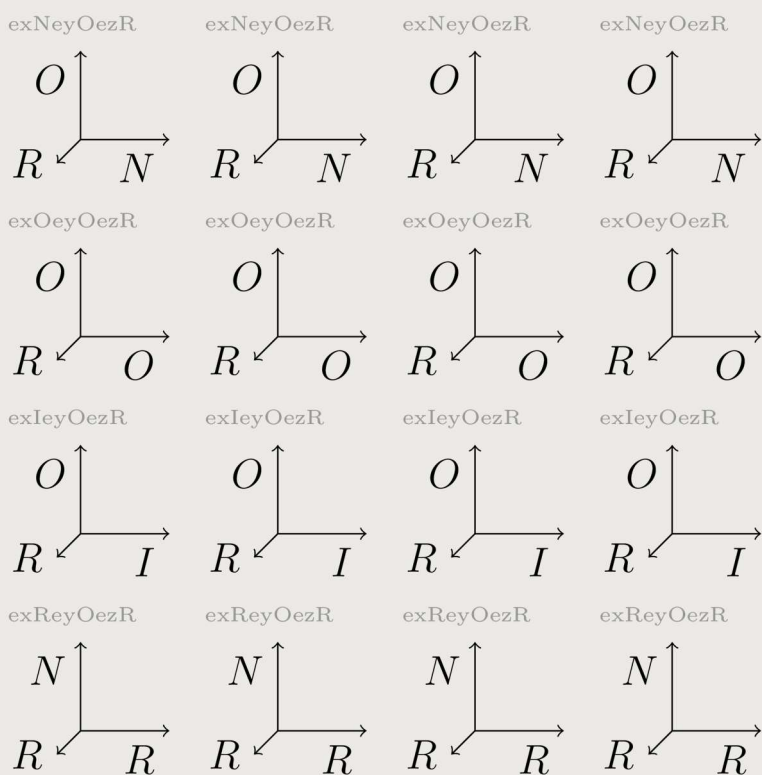 exNeyOezR exNeyOezR exNeyOezR exNeyOezR
O O O O
R N R N R N R N
exOeyOezR exOeyOezR exOeyOezR exOeyOezR
O O O O
R O R O R O R O
exIeyOezR exIeyOezR exIeyOezR exIeyOezR
O O O O
R I R I R I R I
exReyOezR exReyOezR exReyOezR exReyOezR
N N N N
R R R R R R R R